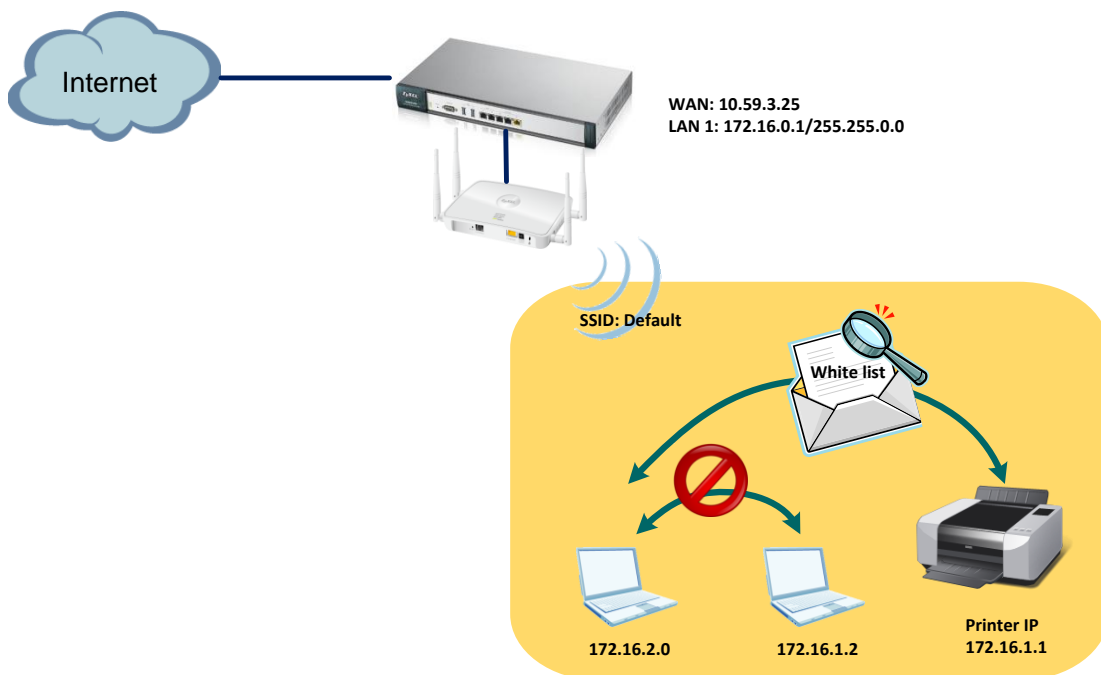 Internet
WAN: 10.59.3.25
LAN 1: 172.16.0.1/255.255.0.0
SSID: Default
White list
172.16.2.0
172.16.1.2
Printer IP
172.16.1.1